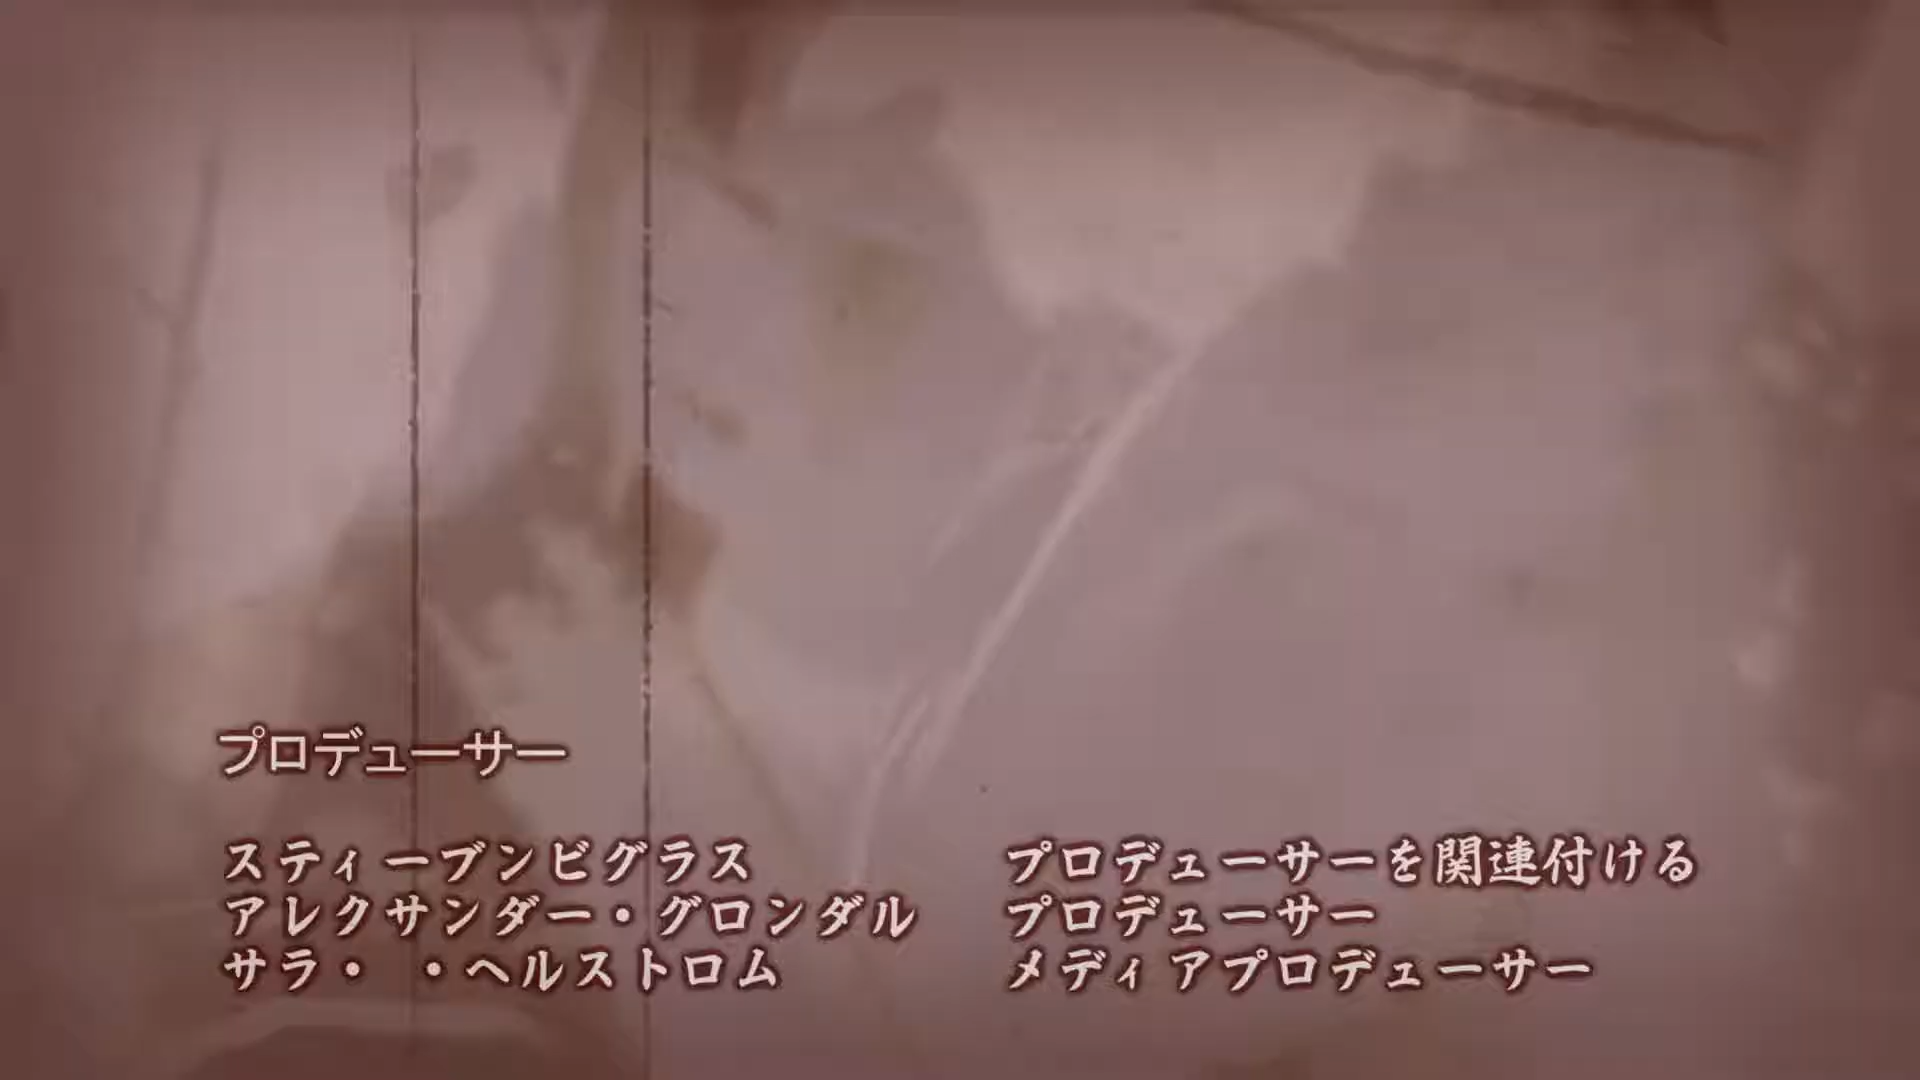 プロデューサー
スティーブンビグラス プロデューサーを関連付ける
アレクサンダー・グロンダル プロデューサー
サラ・ ・ヘルストロム メディアプロデューサー